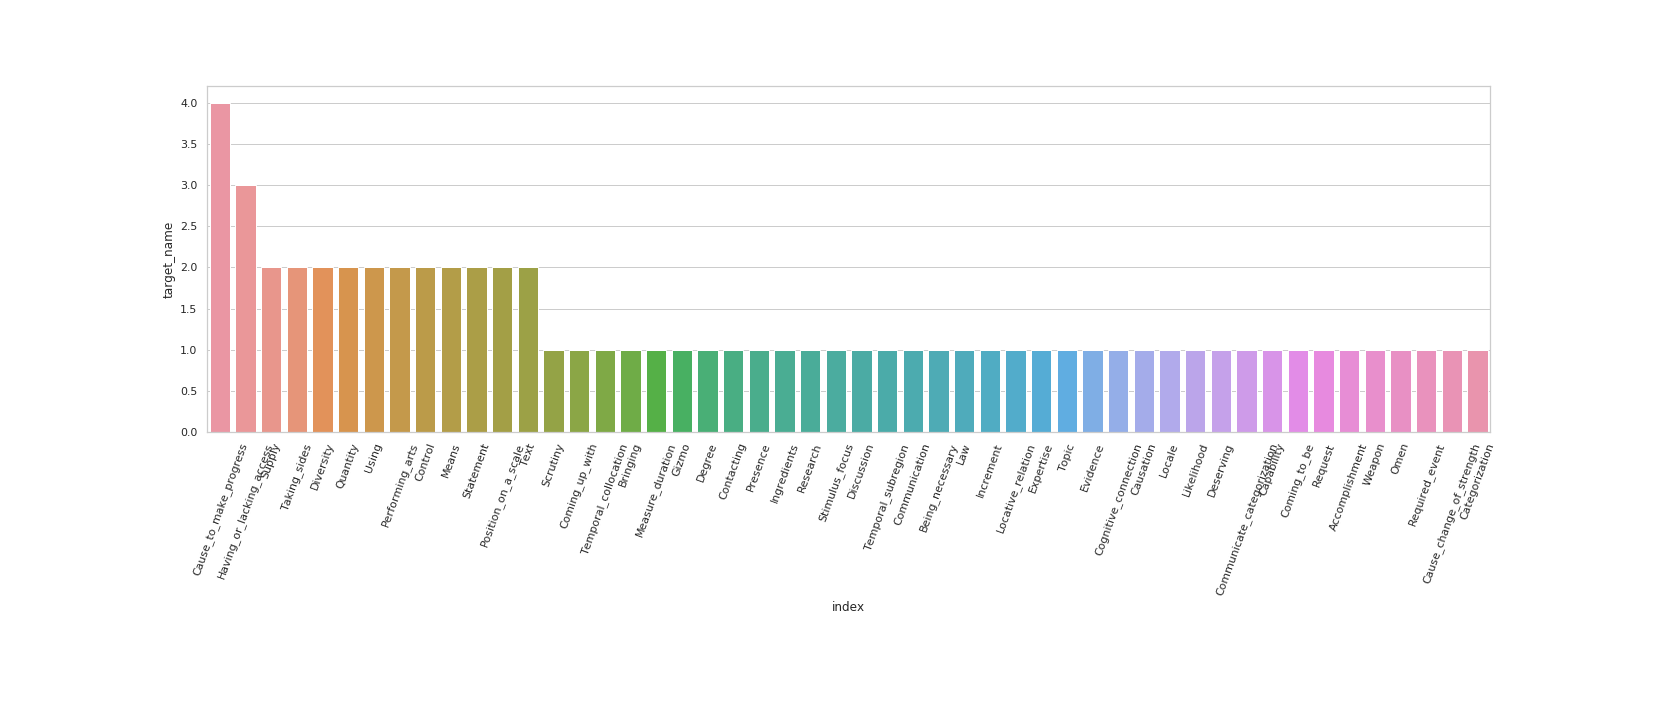 4.0
3.5
3.0
2.5
2.0
1.5
1.0
0.5
0.0
target_name
Cause_to_make_progress
Having_or_lacking_access
Supply
Taking_sides
Diversity
Quantity
Using
Performing_arts
Control
Means
Statement
Position_on_a_scale
Text
Scrutiny
Coming_up_with
Temporal_collocation
Bringing
Measure_duration
Gizmo
Degree
Contacting
Presence
Ingredients
Research
Stimulus_focus
Discussion
Temporal_subregion
Communication
Being_necessary
Law
Increment
Locative_relation
Expertise
Topic
Evidence
Cognitive_connection
Causation
Locale
Likelihood
Deserving
Communicate_categorization
Capability
Coming_to_be
Request
Accomplishment
Weapon
Omen
Required_event
Cause_change_of_strength
Categorization
index